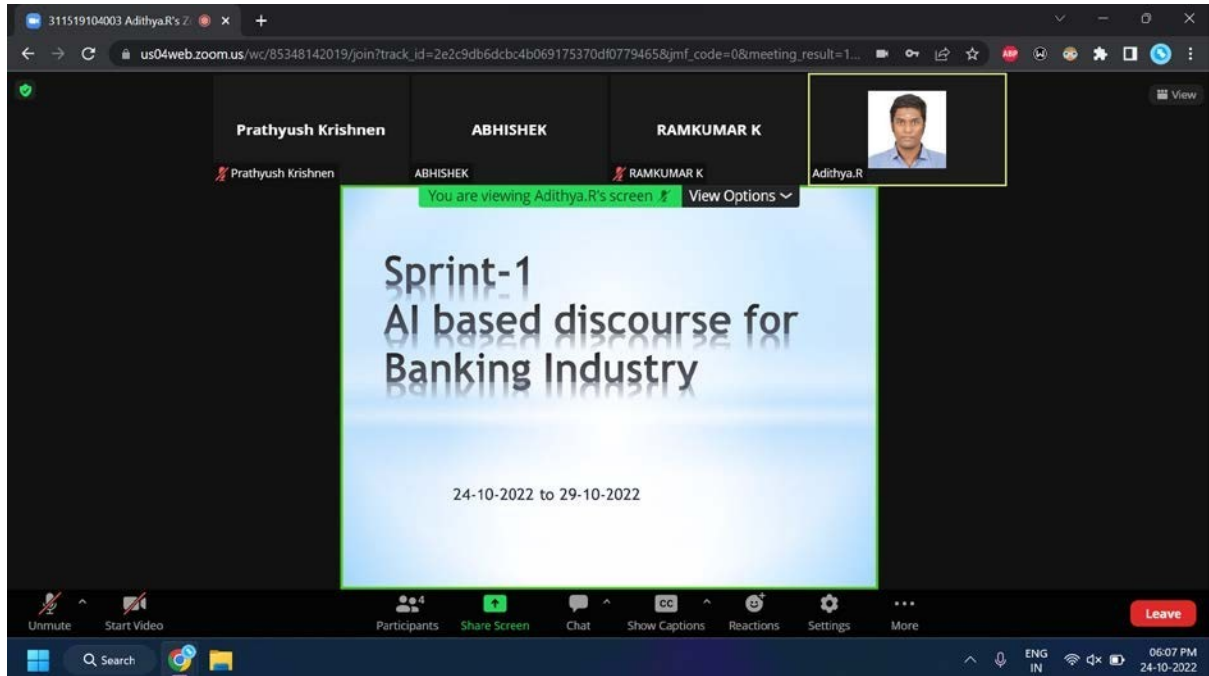 311519104003 Adithya.R's Z
us04web.zoom.us/wc/85348142019/join?track_id=2e2c9db6dcbc4b069175370df0779465&jmf_code=0&meeting_result=1...
ABP
View
Prathyush Krishnen
ABHISHEK
RAMKUMAR K
Prathyush Krishnen
ABHISHEK
RAMKUMAR K
Adithya.R
You are viewing Adithya.R's screen
View Options
Sprint-1
AI based discourse for
Banking Industry
24-10-2022 to 29-10-2022
4
CC
Unmute
Start Video
Participants
Share Screen
Chat
Show Captions
Reactions
Settings
More
Leave
Search
ENG
IN
06:07 PM
24-10-2022